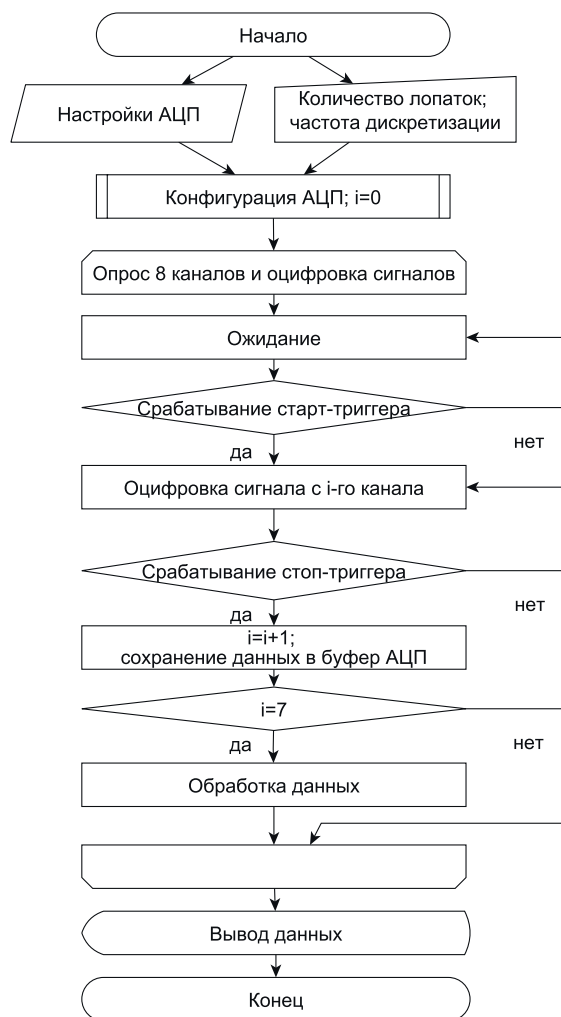 Начало
Настройки АЦП
Количество лопаток;
частота дискретизации
Конфигурация АЦП; i=0
Опрос 8 каналов и оцифровка сигналов
Ожидание
Срабатывание старт-триггера
да
нет
Оцифровка сигнала с i-го канала
Срабатывание стоп-триггера
да
нет
i=i+1;
сохранение данных в буфер АЦП
i=7
да
нет
Обработка данных
Вывод данных
Конец